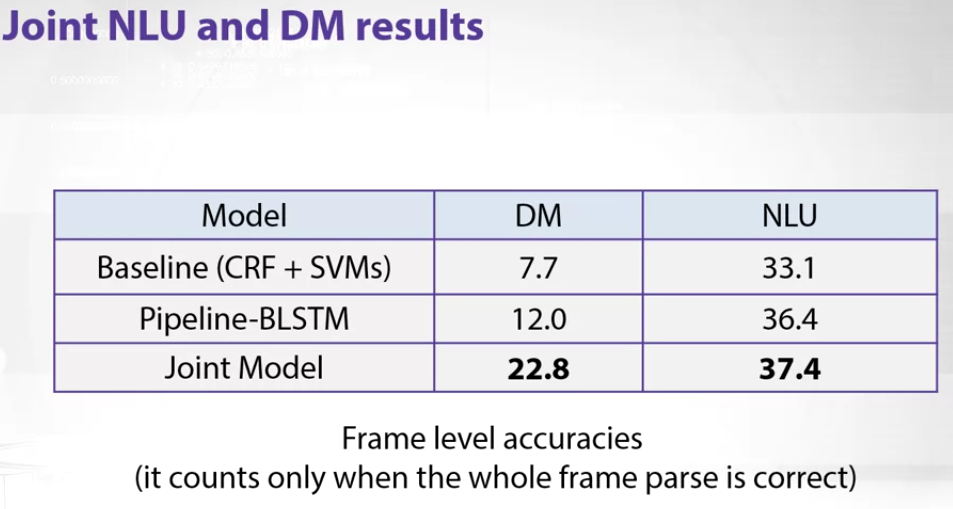 Joint NLU and DM results
Model DM NLU
Baseline (CRF + SVMs) 7.7 33.1
Pipeline-BLSTM 12.0 36.4
Joint Model 22.8 37.4
Frame level accuracies
(it counts only when the whole frame parse is correct)